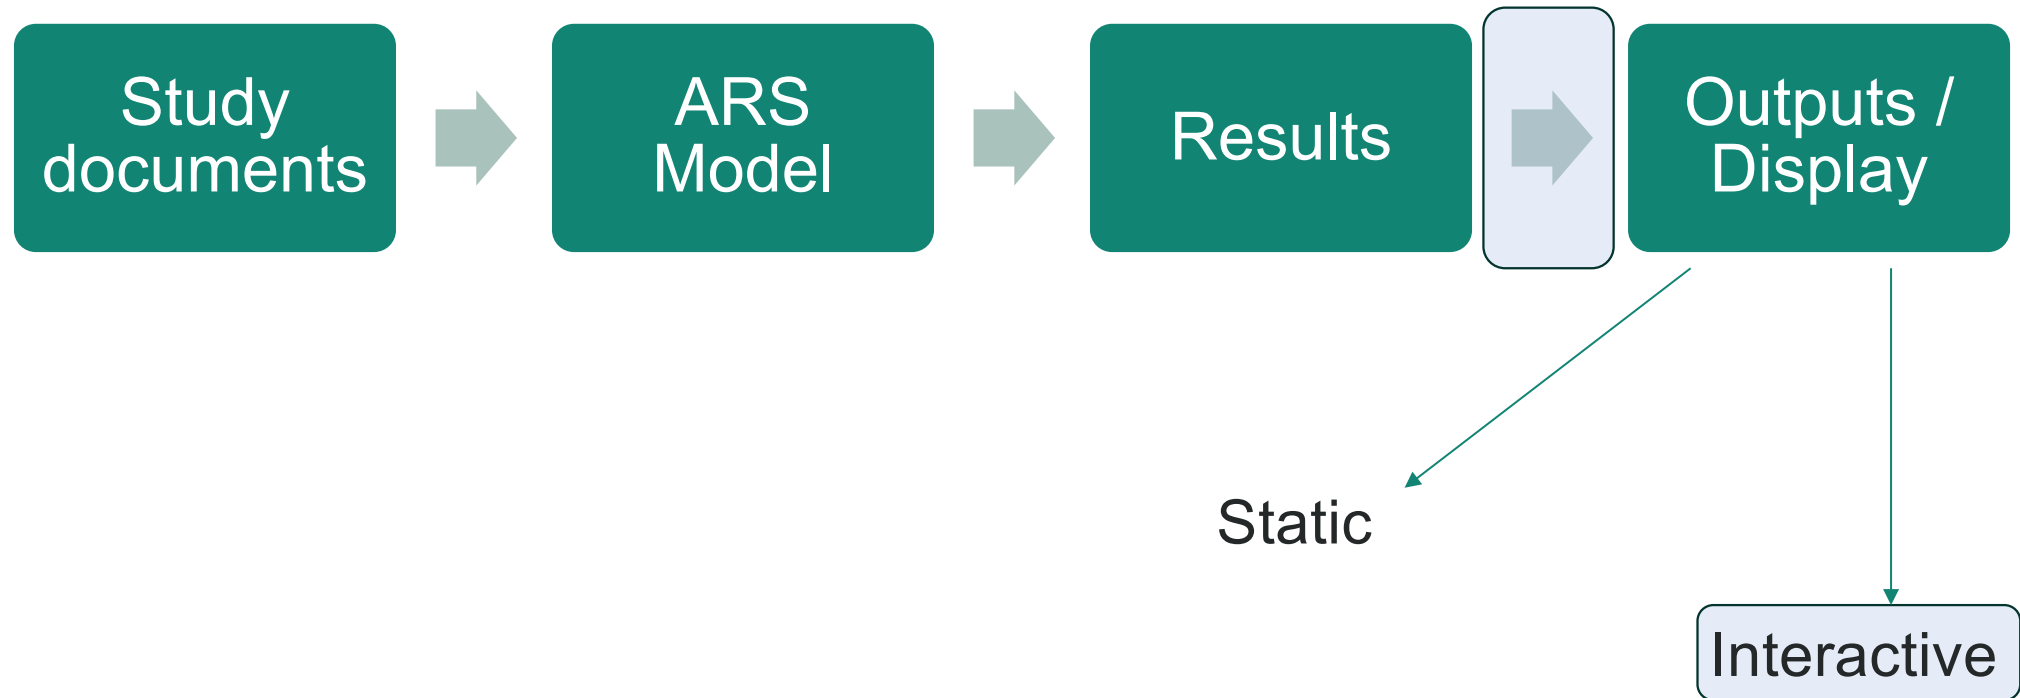 Study
documents
ARS
Model
Results
Outputs /
Display
Static
Interactive